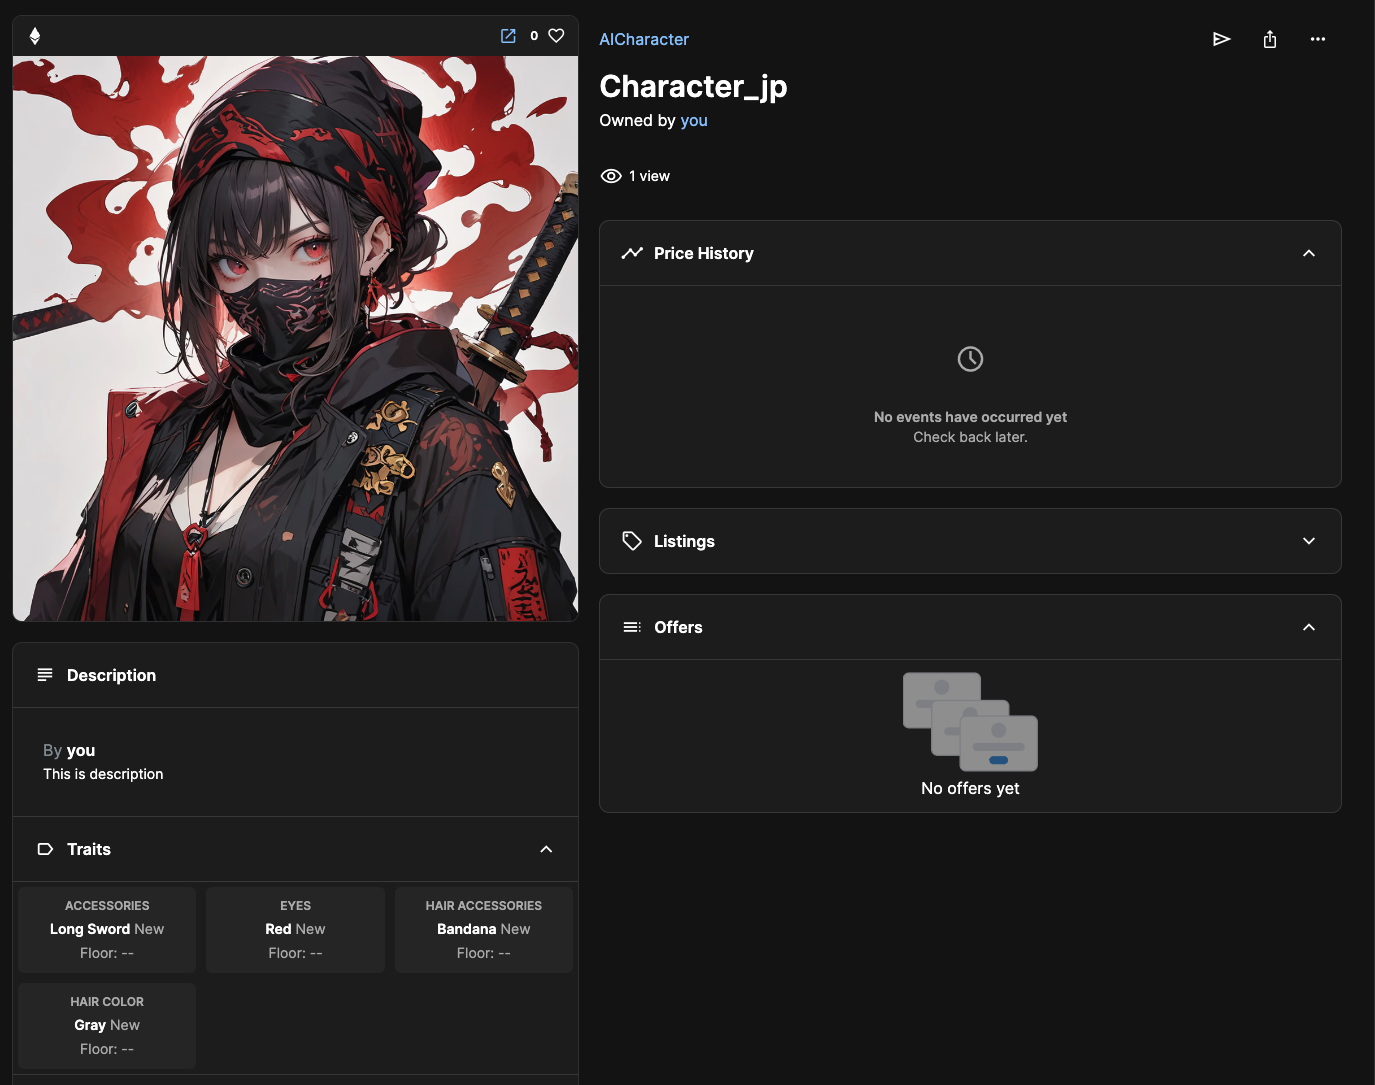 0
AICharacter
Character_jp
Owned by you
1 view
Price History
No events have occurred yet
Check back later.
Listings
Offers
No offers yet
Description
By you
This is description
Traits
ACCESSORIES
Long Sword New
Floor: --
EYES
Red New
Floor: --
HAIR ACCESSORIES
Bandana New
Floor: --
HAIR COLOR
Gray New
Floor: --